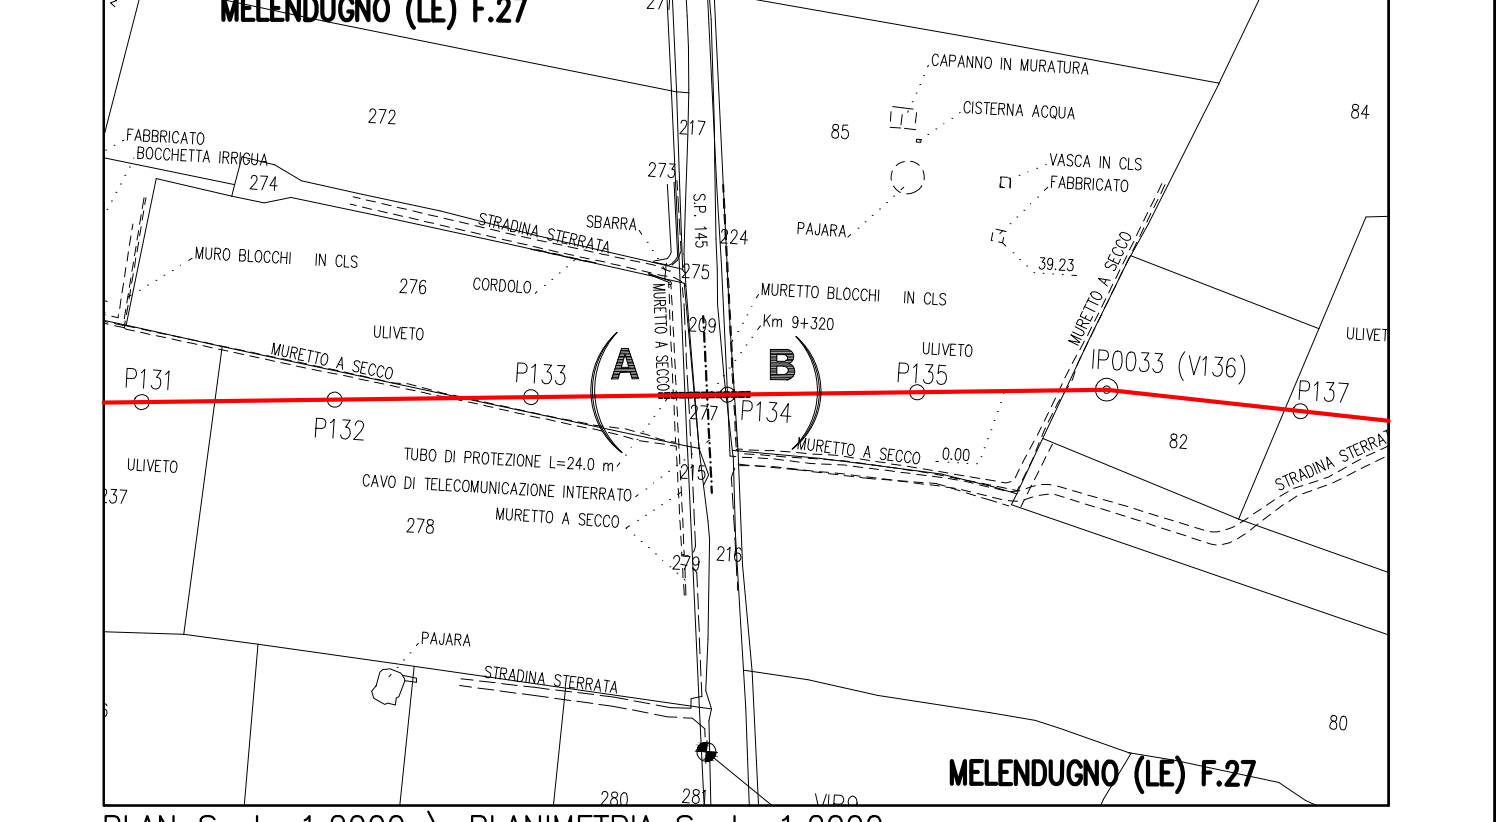 MELENDUGNO (LE) F.27
272
217
85
84
CAPANNO IN MURATURA
CISTERNA ACQUA
VASCA IN CLS
FABBRICATO
PAJARA
39.23
FABBRICATO
BOCCHETTA IRRIGUA
274
273
STRADINA STERRATA
SBARRA
S.P. 145
224
275
MURO BLOCCHI IN CLS
276
CORDOLO
MURETTO A SECCO
MURETTO BLOCCHI IN CLS
Km 9+320
209
ULIVETO
MURETTO A SECCO
MURETTO A SECCO
ULIVETO
A
B
P131
P132
P133
P134
P135
IP0033 (V136)
P137
277
82
TUBO DI PROTEZIONE L=24.0 m
MURETTO A SECCO
0.00
ULIVETO
215
CAVO DI TELECOMUNICAZIONE INTERRATO
MURETTO A SECCO
278
216
279
PAJARA
STRADINA STERRATA
80
MELENDUGNO (LE) F.27
280
281